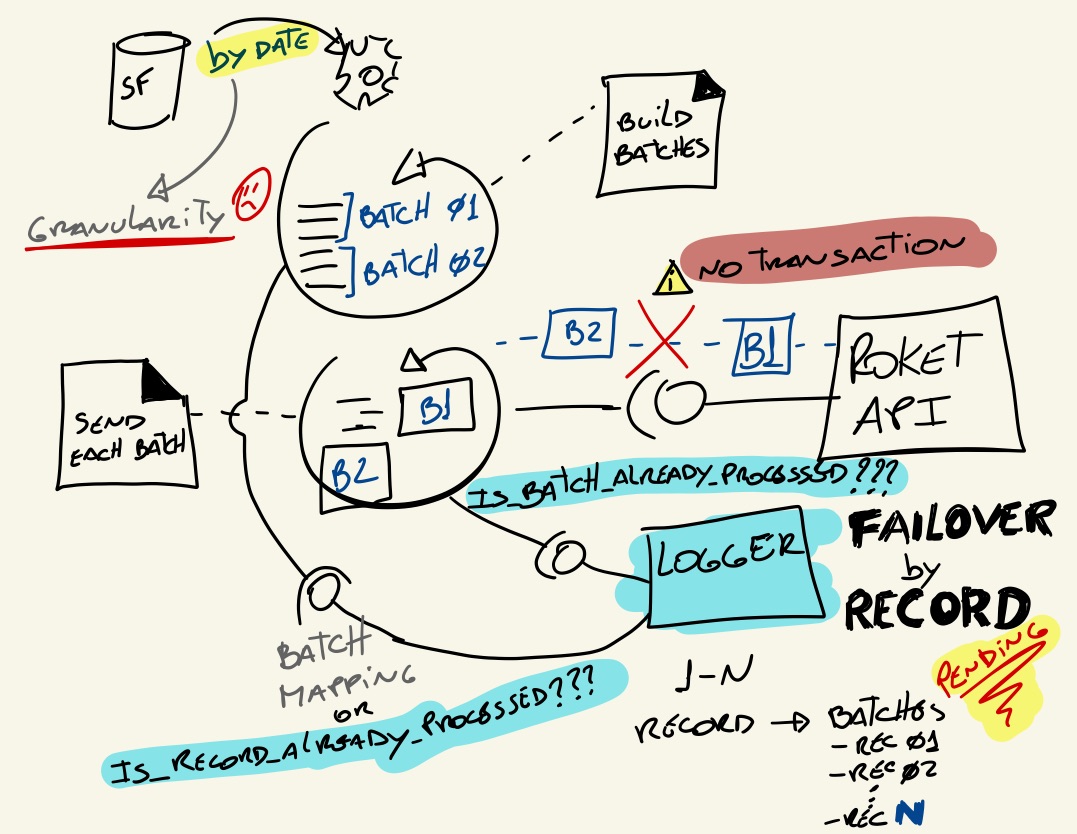 SF
by DATE
BUILD
BATCHES
GRANULARITY
BATCH Ø1
BATCH Ø2
NO TRANSACTION
B2
B1
ROKET
API
SEND
EACH BATCH
B1
B2
IS_BATCH_ALREADY_PROCESSED???
LOGGER
FAILOVER
by
RECORD
BATCH
MAPPING
OR
IS_RECORD_AlREADY_PROCESSED???
1-N
RECORD → BATCHES
- REC Ø1
- REC Ø2
- REC N
PENDING